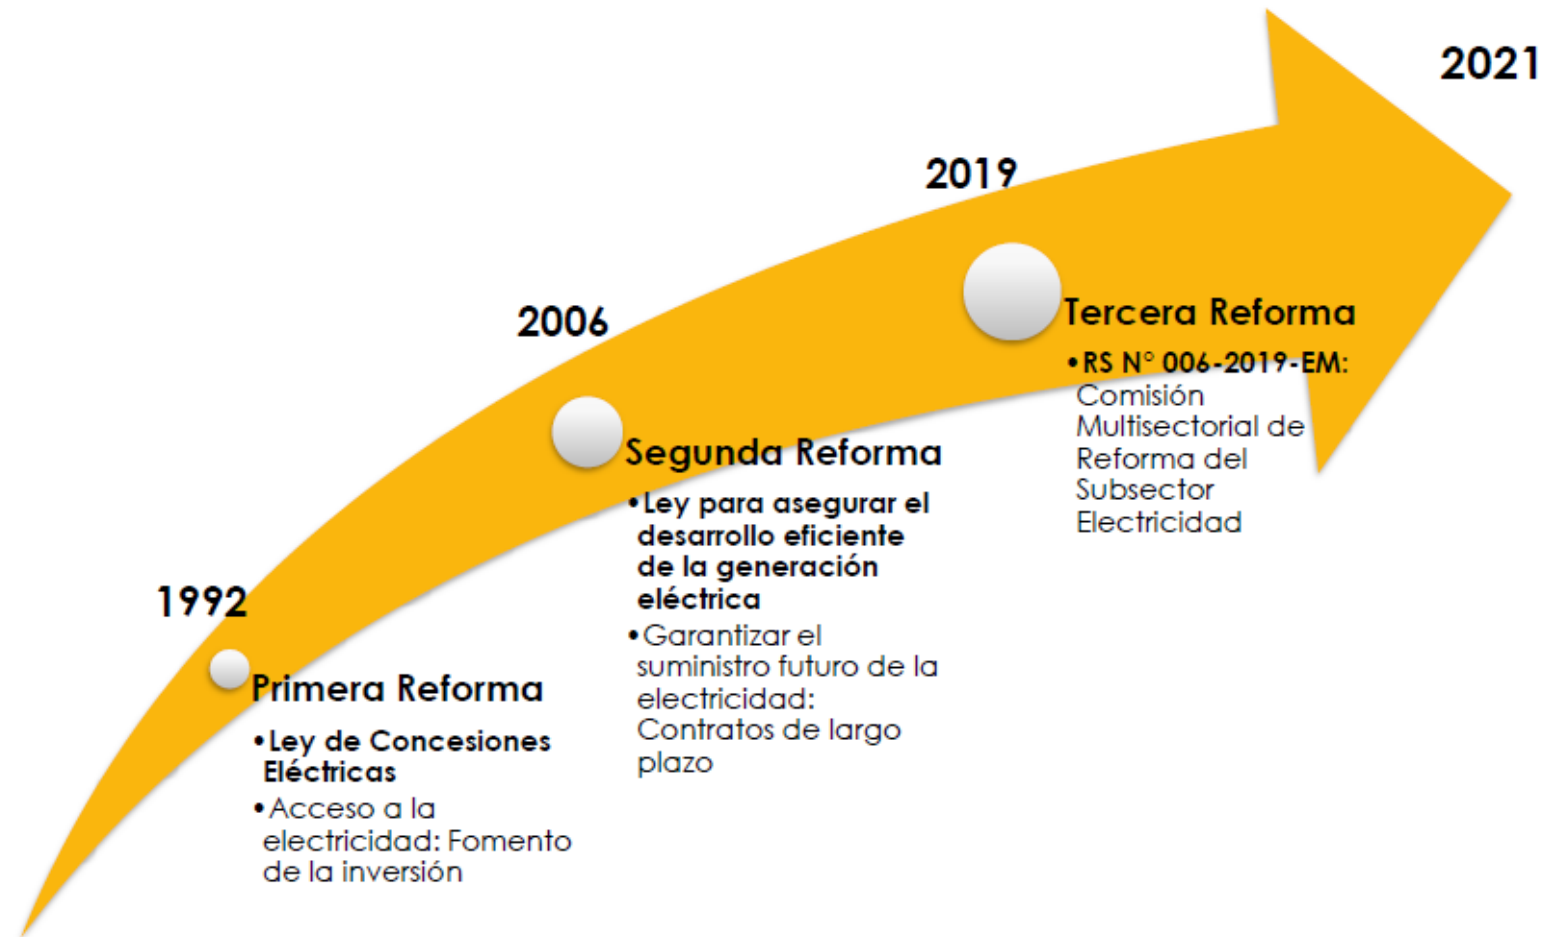 1992
Primera Reforma
•Ley de Concesiones
Eléctricas
•Acceso a la
electricidad: Fomento
de la inversión
2006
Segunda Reforma
•Ley para asegurar el
desarrollo eficiente
de la generación
eléctrica
•Garantizar el
suministro futuro de la
electricidad:
Contratos de largo
plazo
2019
Tercera Reforma
•RS N° 006-2019-EM:
Comisión
Multisectorial de
Reforma del
Subsector
Electricidad
2021